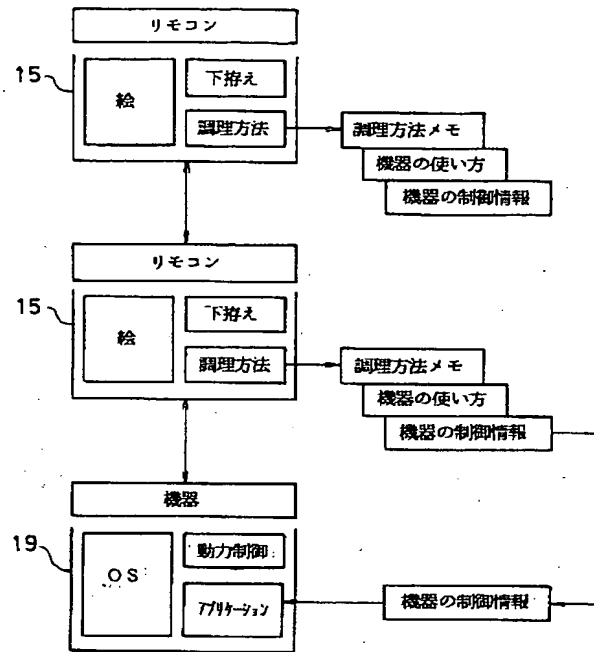 リモコン
15
絵
下拵え
調理方法
調理方法メモ
機器の使い方
機器の制御情報
リモコン
15
絵
下拵え
調理方法
調理方法メモ
機器の使い方
機器の制御情報
機器
19
OS
動力制御
アプリケーション
機器の制御情報